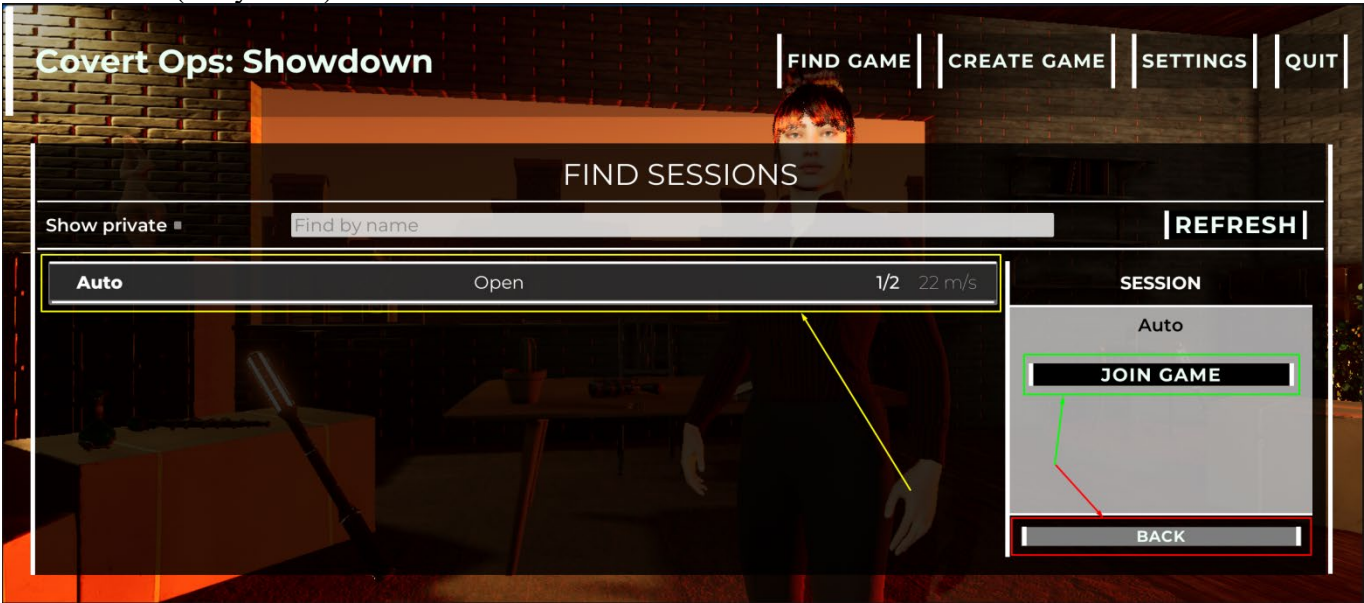 Covert Ops: Showdown
FIND GAME CREATE GAME SETTINGS QUIT
FIND SESSIONS
Show private Find by name REFRESH
Auto Open 1/2 22 m/s
SESSION
Auto
JOIN GAME
BACK